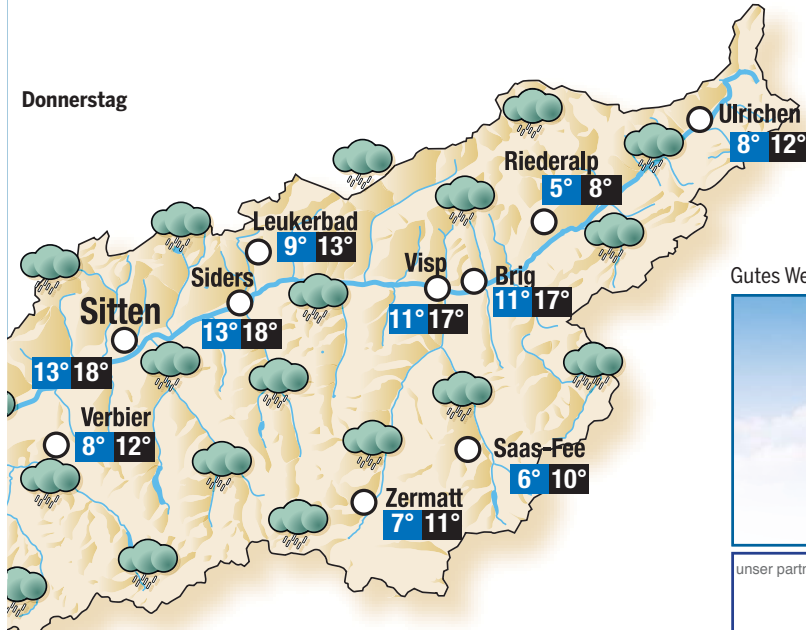 Donnerstag
Ulrichen
8° 12°
Riederalp
5° 8°
Leukerbad
9° 13°
Visp
11° 17°
Brig
11° 17°
Siders
13° 18°
Sitten
13° 18°
Gutes We
Verbier
8° 12°
Saas-Fee
6° 10°
Zermatt
7° 11°
unser partn